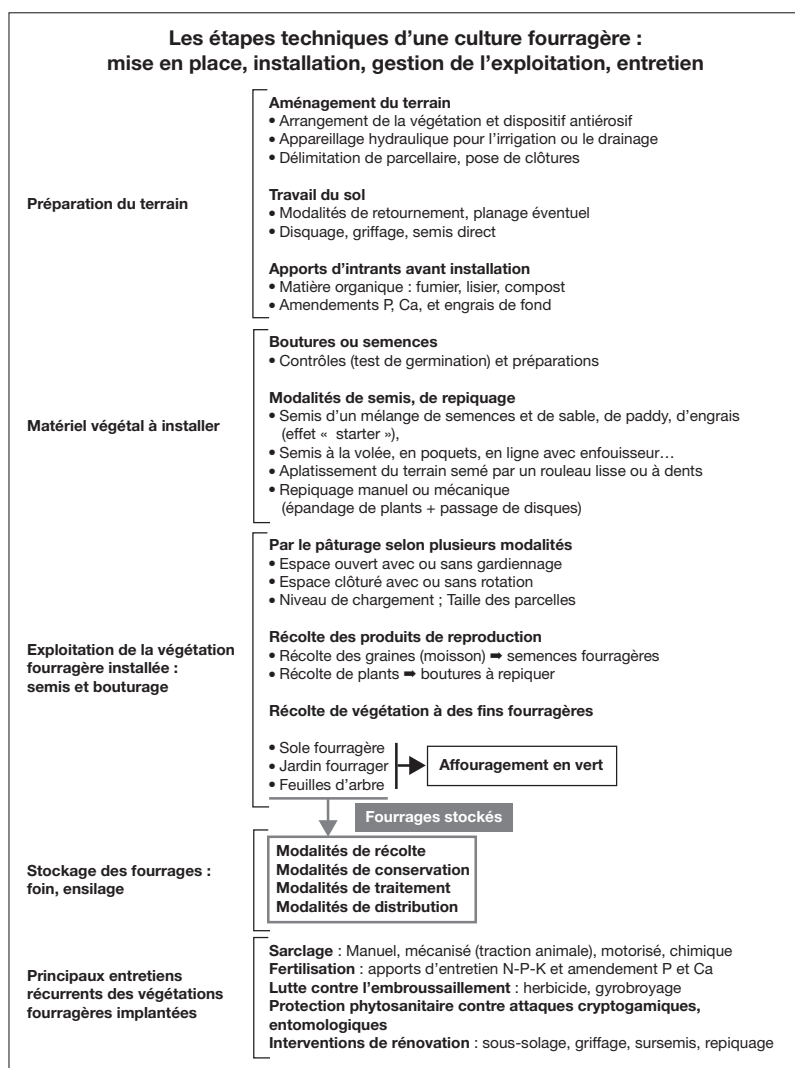 Les étapes techniques d'une culture fourragère :
mise en place, installation, gestion de l'exploitation, entretien
Préparation du terrain
Aménagement du terrain
• Arrangement de la végétation et dispositif antiérosif
• Appareillage hydraulique pour l'irrigation ou le drainage
• Délimitation de parcellaire, pose de clôtures
Travail du sol
• Modalités de retournement, planage éventuel
• Disquage, griffage, semis direct
Apports d'intrants avant installation
• Matière organique : fumier, lisier, compost
• Amendements P, Ca, et engrais de fond
Matériel végétal à installer
Boutures ou semences
• Contrôles (test de germination) et préparations
Modalités de semis, de repiquage
• Semis d'un mélange de semences et de sable, de paddy, d'engrais
(effet « starter »),
• Semis à la volée, en poquets, en ligne avec enfouisseur…
• Aplatissement du terrain semé par un rouleau lisse ou à dents
• Repiquage manuel ou mécanique
(épandage de plants + passage de disques)
Exploitation de la végétation
fourragère installée :
semis et bouturage
Par le pâturage selon plusieurs modalités
• Espace ouvert avec ou sans gardiennage
• Espace clôturé avec ou sans rotation
• Niveau de chargement ; Taille des parcelles
Récolte des produits de reproduction
• Récolte des graines (moisson) ➡ semences fourragères
• Récolte de plants ➡ boutures à repiquer
Récolte de végétation à des fins fourragères
• Sole fourragère
• Jardin fourrager
• Feuilles d'arbre
Affouragement en vert
Fourrages stockés
Stockage des fourrages :
foin, ensilage
Modalités de récolte
Modalités de conservation
Modalités de traitement
Modalités de distribution
Principaux entretiens
récurrents des végétations
fourragères implantées
Sarclage : Manuel, mécanisé (traction animale), motorisé, chimique
Fertilisation : apports d'entretien N-P-K et amendement P et Ca
Lutte contre l'embroussaillement : herbicide, gyrobroyage
Protection phytosanitaire contre attaques cryptogamiques,
entomologiques
Interventions de rénovation : sous-solage, griffage, sursemis, repiquage